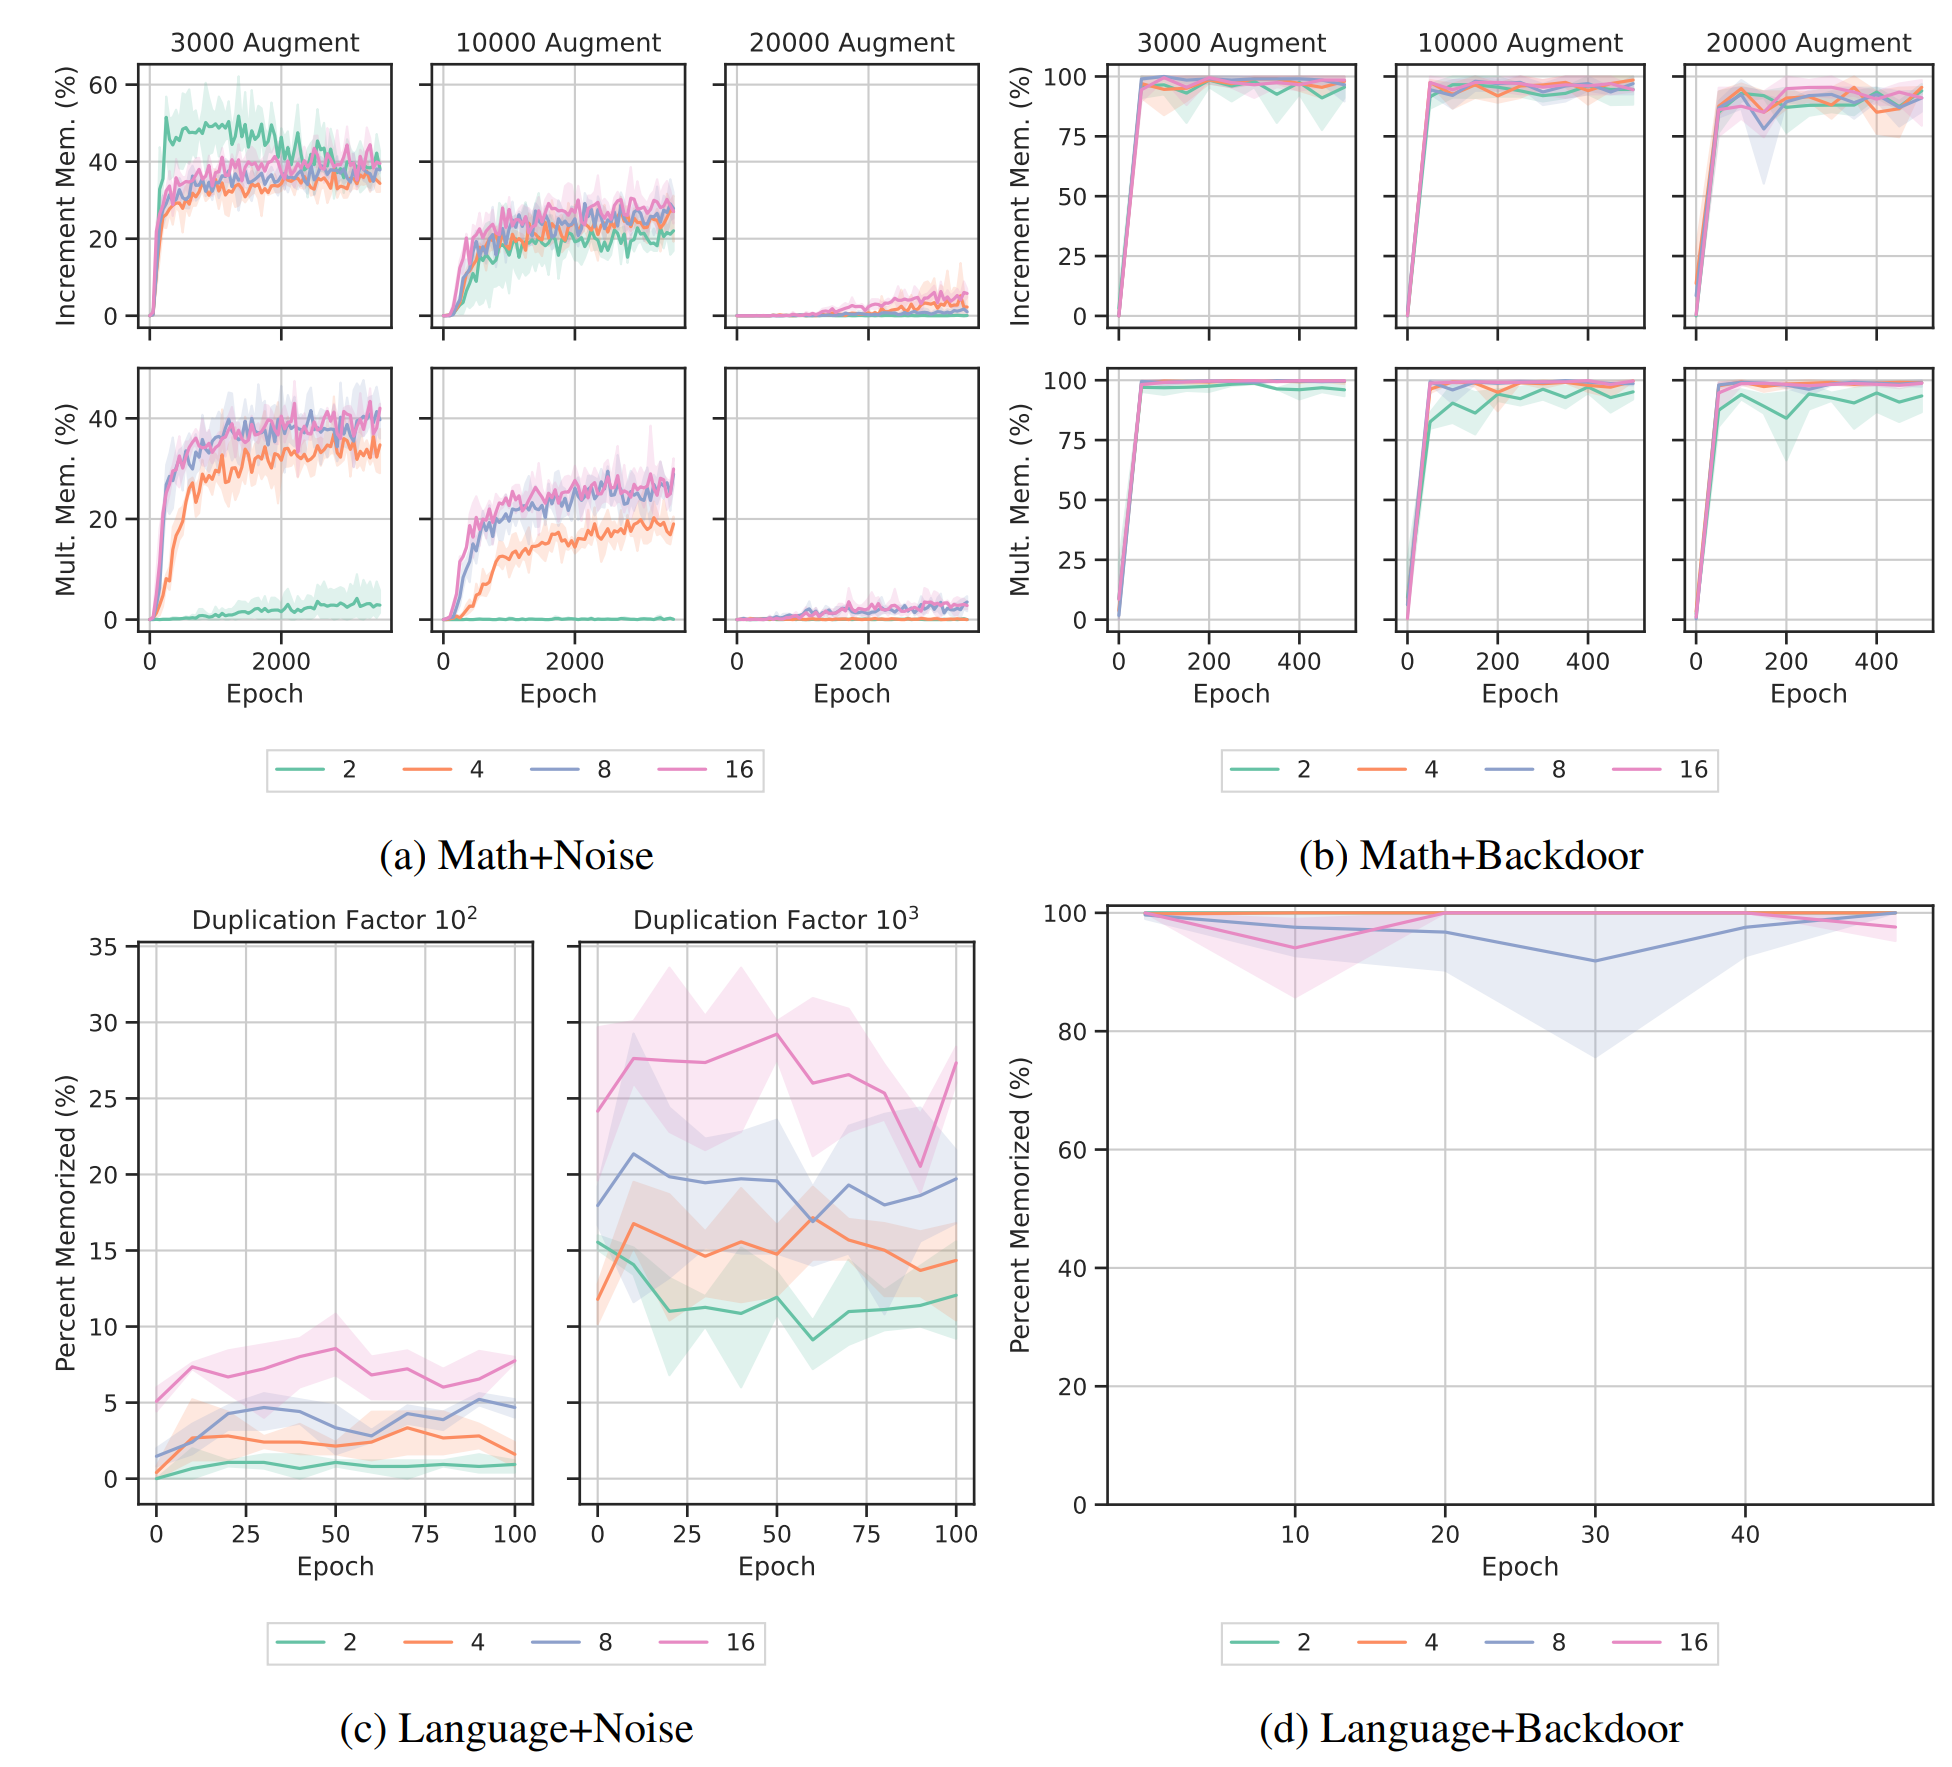 3000 Augment
10000 Augment
20000 Augment
Increment Mem. (%)
60
40
20
0
Mult. Mem. (%)
40
20
0
0 2000
0 2000
0 2000
Epoch
Epoch
Epoch
2 4 8 16
(a) Math+Noise
3000 Augment
10000 Augment
20000 Augment
Increment Mem. (%)
100
75
50
25
0
Mult. Mem. (%)
100
75
50
25
0
0 200 400
0 200 400
0 200 400
Epoch
Epoch
Epoch
2 4 8 16
(b) Math+Backdoor
Duplication Factor 10²
Duplication Factor 10³
Percent Memorized (%)
35
30
25
20
15
10
5
0
0 25 50 75 100
0 25 50 75 100
Epoch
Epoch
2 4 8 16
(c) Language+Noise
Percent Memorized (%)
100
80
60
40
20
0
10 20 30 40
Epoch
2 4 8 16
(d) Language+Backdoor